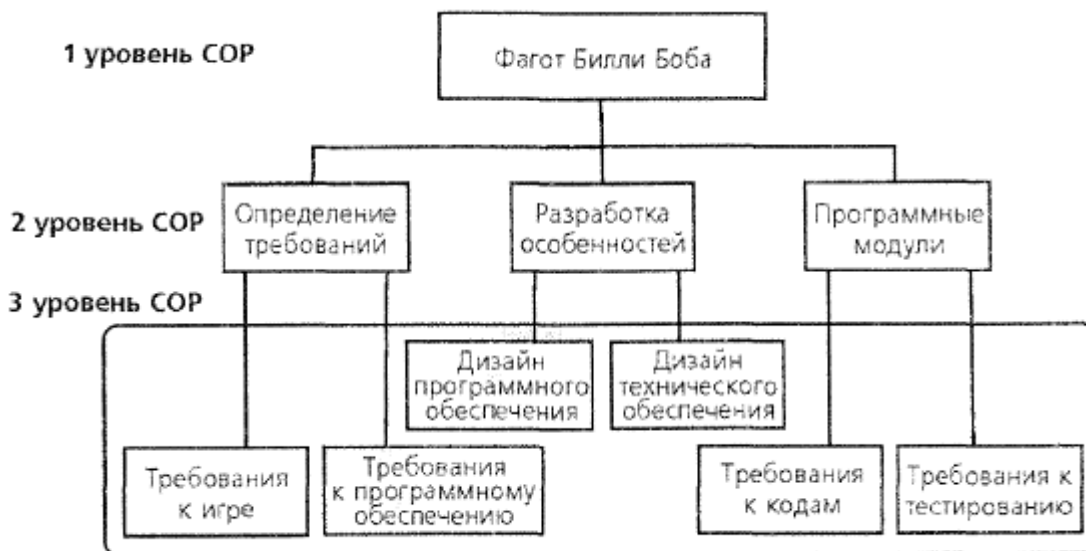 1 уровень СОР
Фагот Билли Боба
2 уровень СОР
Определение
требований
Разработка
особенностей
Программные
модули
3 уровень СОР
Дизайн
программного
обеспечения
Дизайн
технического
обеспечения
Требования
к игре
Требования
к программному
обеспечению
Требования
к кодам
Требования к
тестированию